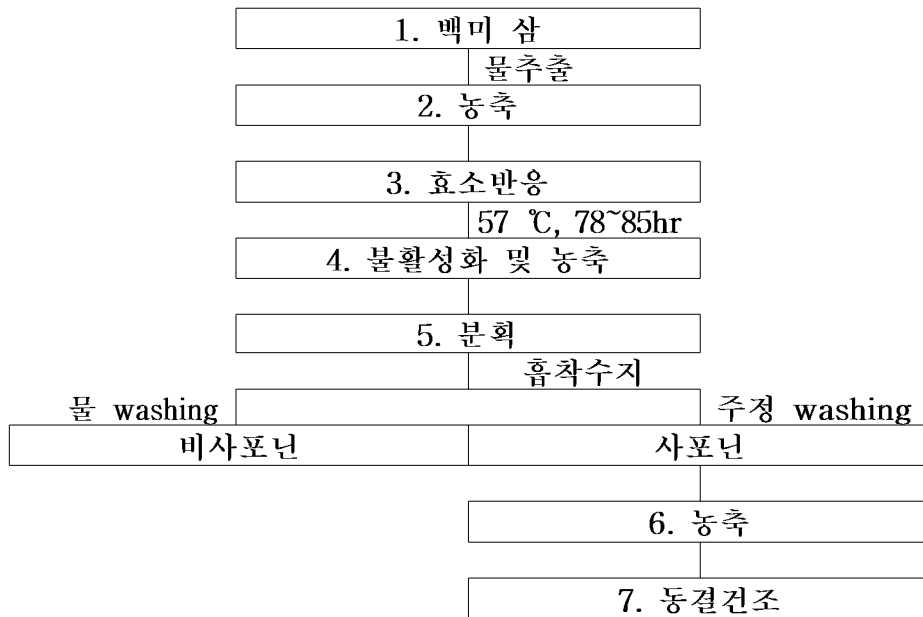 1. 백미 삼
물추출
2. 농축
3. 효소반응
57 ℃, 78~85hr
4. 불활성화 및 농축
5. 분획
흡착수지
물 washing
주정 washing
비사포닌
사포닌
6. 농축
7. 동결건조